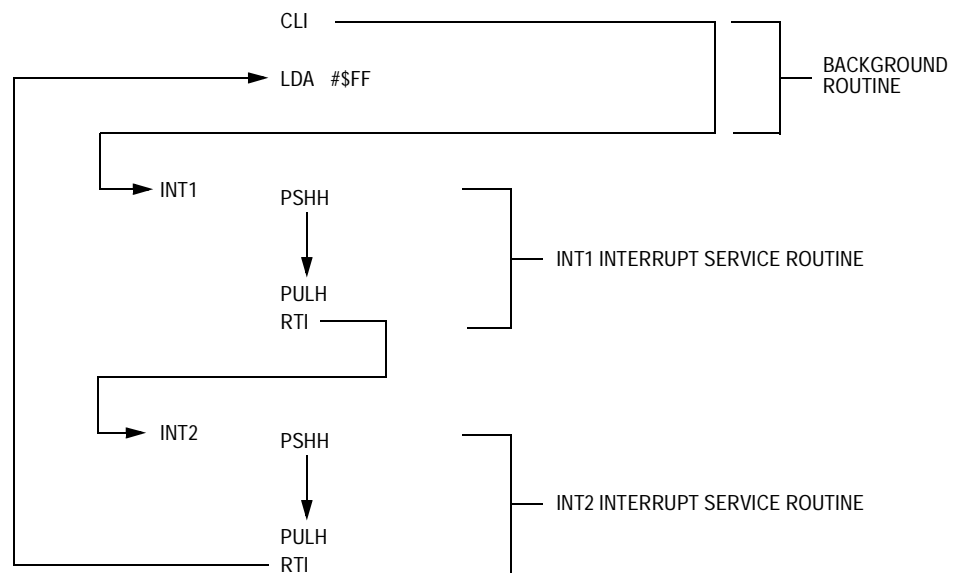 CLI
LDA #$FF
BACKGROUND
ROUTINE
INT1
PSHH
INT1 INTERRUPT SERVICE ROUTINE
PULH
RTI
INT2
PSHH
INT2 INTERRUPT SERVICE ROUTINE
PULH
RTI